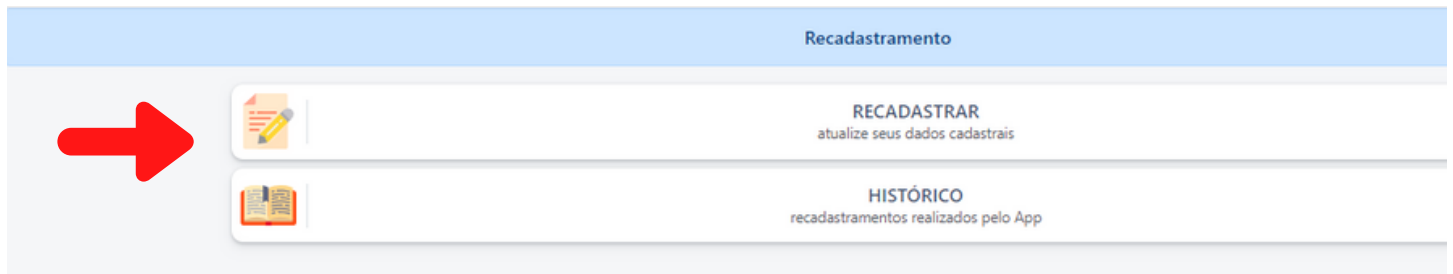 Recadastramento
RECADASTRAR
atualize seus dados cadastrais
HISTÓRICO
recadastramentos realizados pelo App